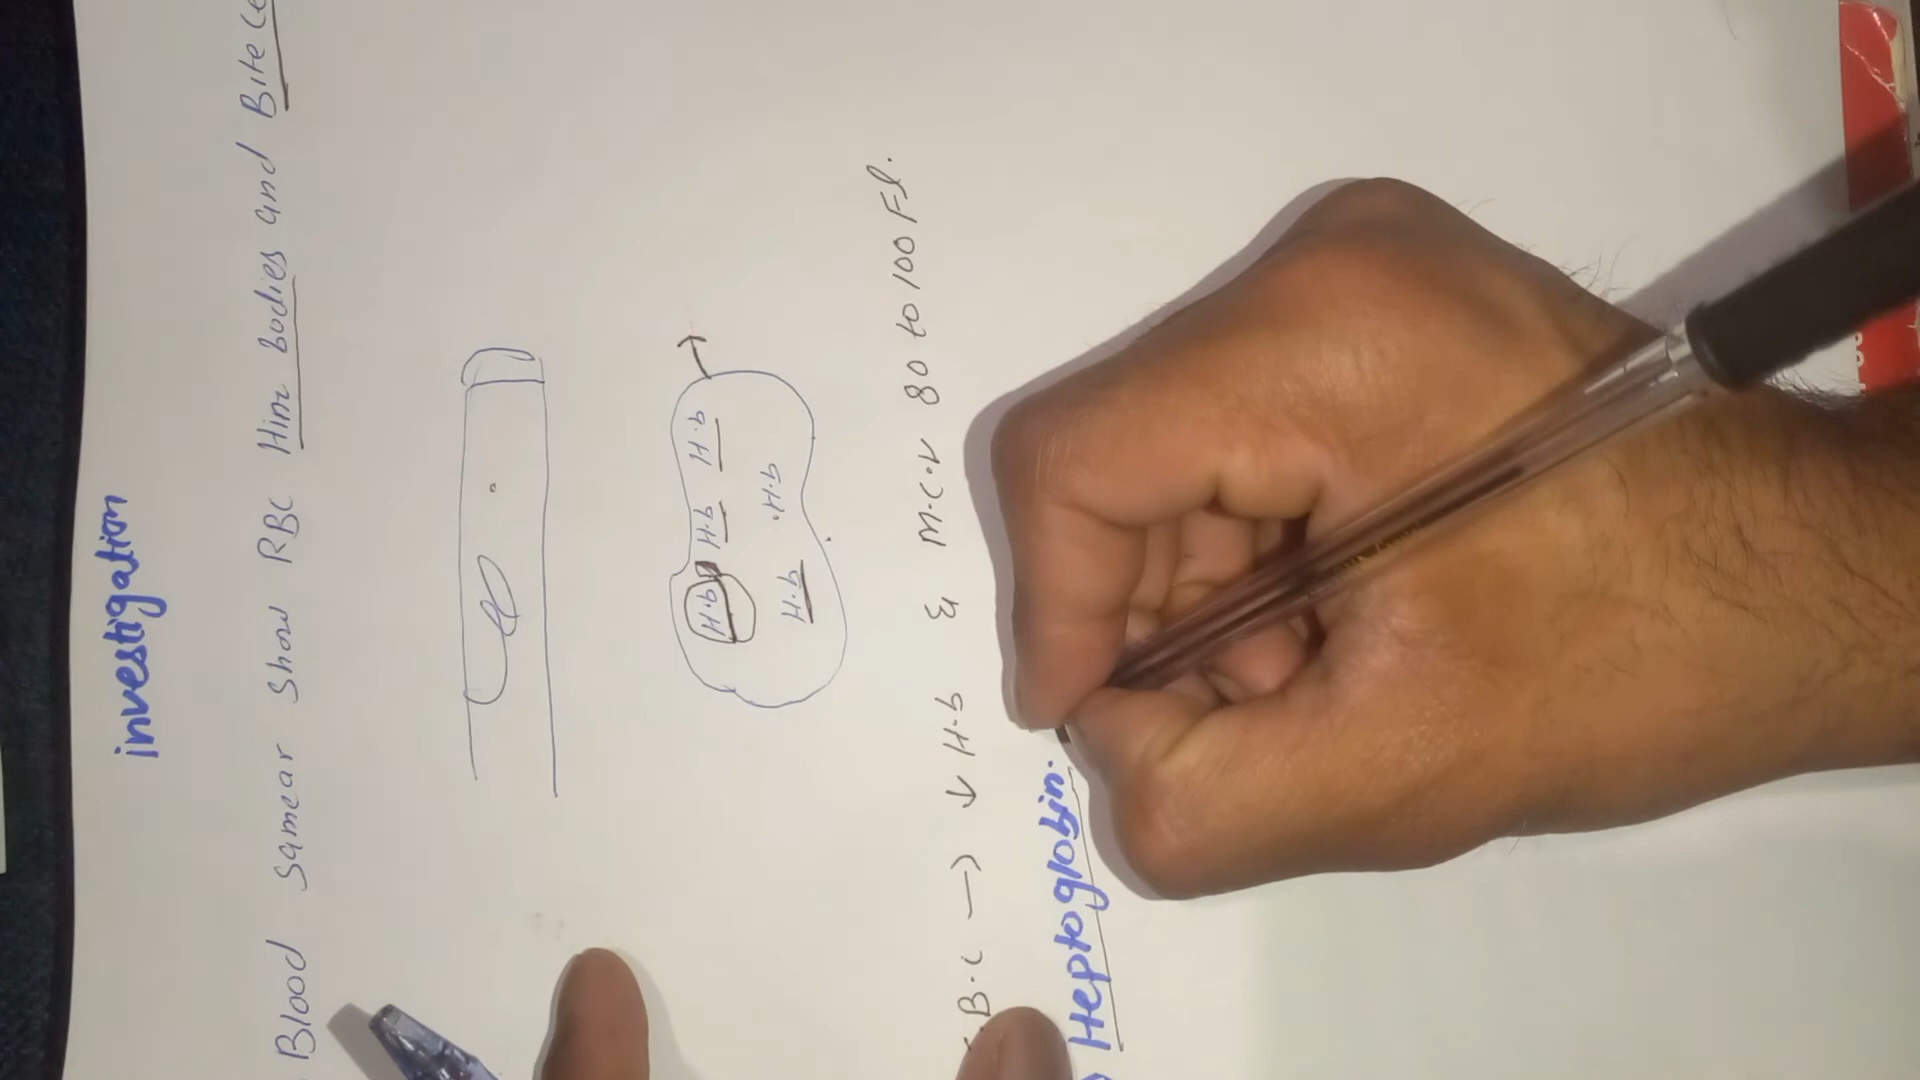 investigation
Blood Samear Show RBC Hinz bodies and Bite
H.b H.b H.b
H.b H.b
B.C → ↓ H.b & M.C.V 80 to 100 Fl.
Heptoglobin.